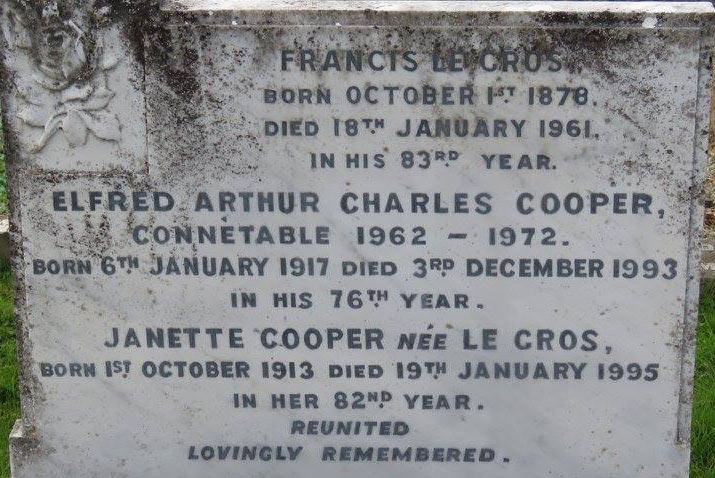 FRANCIS LE CROS
BORN OCTOBER 1ST 1878.
DIED 18TH JANUARY 1961.
IN HIS 83RD YEAR.
ELFRED ARTHUR CHARLES COOPER,
CONNÉTABLE 1962 – 1972.
BORN 6TH JANUARY 1917 DIED 3RD DECEMBER 1993
IN HIS 76TH YEAR.
JANETTE COOPER NÉE LE CROS,
BORN 1ST OCTOBER 1913 DIED 19TH JANUARY 1995
IN HER 82ND YEAR.
REUNITED
LOVINGLY REMEMBERED.